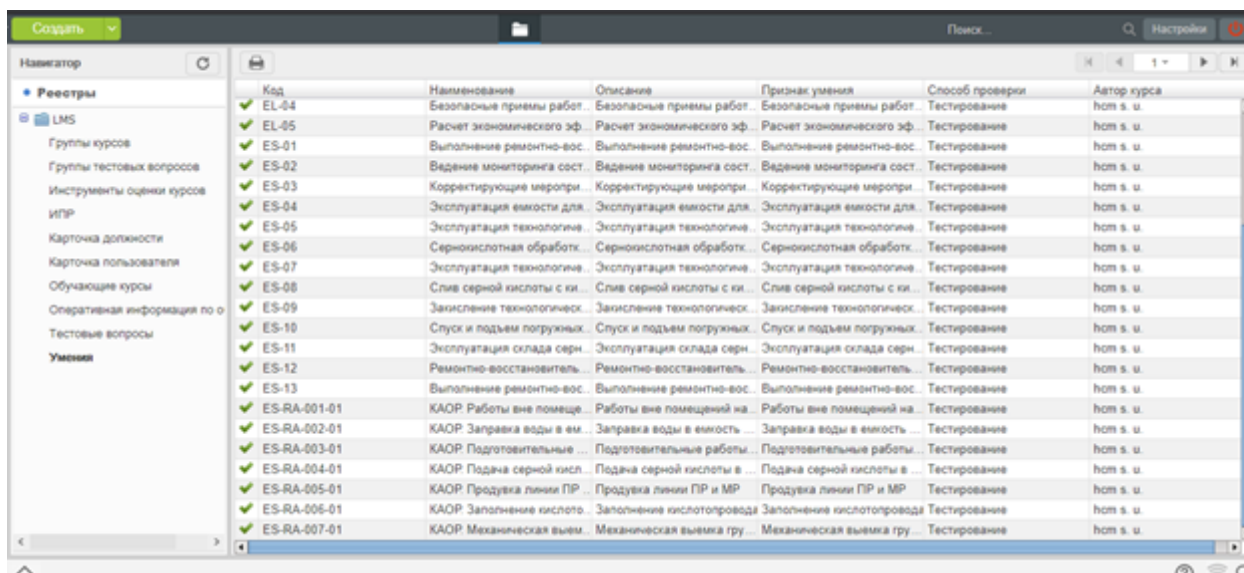 Создать Поиск... Настройки
Навигатор 1
Реестры
LMS
Группы курсов
Группы тестовых вопросов
Инструменты оценки курсов
ИПР
Карточка должности
Карточка пользователя
Обучающие курсы
Оперативная информация по о
Тестовые вопросы
Умения
Код Наименование Описание Признак умения Способ проверки Автор курса
EL-04 Безопасные приемы работ... Безопасные приемы работ... Безопасные приемы работ... Тестирование hcm s. u.
EL-05 Расчет экономического эф... Расчет экономического эф... Расчет экономического эф... Тестирование hcm s. u.
ES-01 Выполнение ремонтно-вос... Выполнение ремонтно-вос... Выполнение ремонтно-вос... Тестирование hcm s. u.
ES-02 Ведение мониторинга сост... Ведение мониторинга сост... Ведение мониторинга сост... Тестирование hcm s. u.
ES-03 Корректирующие меропри... Корректирующие меропри... Корректирующие меропри... Тестирование hcm s. u.
ES-04 Эксплуатация емкости для... Эксплуатация емкости для... Эксплуатация емкости для... Тестирование hcm s. u.
ES-05 Эксплуатация технологиче... Эксплуатация технологиче... Эксплуатация технологиче... Тестирование hcm s. u.
ES-06 Сернокислотная обработк... Сернокислотная обработк... Сернокислотная обработк... Тестирование hcm s. u.
ES-07 Эксплуатация технологиче... Эксплуатация технологиче... Эксплуатация технологиче... Тестирование hcm s. u.
ES-08 Слив серной кислоты с ки... Слив серной кислоты с ки... Слив серной кислоты с ки... Тестирование hcm s. u.
ES-09 Закисление технологическ... Закисление технологическ... Закисление технологическ... Тестирование hcm s. u.
ES-10 Спуск и подъем погружных... Спуск и подъем погружных... Спуск и подъем погружных... Тестирование hcm s. u.
ES-11 Эксплуатация склада серн... Эксплуатация склада серн... Эксплуатация склада серн... Тестирование hcm s. u.
ES-12 Ремонтно-восстановитель... Ремонтно-восстановитель... Ремонтно-восстановитель... Тестирование hcm s. u.
ES-13 Выполнение ремонтно-вос... Выполнение ремонтно-вос... Выполнение ремонтно-вос... Тестирование hcm s. u.
ES-RA-001-01 КАОР. Работы вне помеще... Работы вне помещений на... Работы вне помещений на... Тестирование hcm s. u.
ES-RA-002-01 КАОР. Заправка воды в ем... Заправка воды в емкость ... Заправка воды в емкость ... Тестирование hcm s. u.
ES-RA-003-01 КАОР. Подготовительные ... Подготовительные работы... Подготовительные работы... Тестирование hcm s. u.
ES-RA-004-01 КАОР. Подача серной кисл... Подача серной кислоты в ... Подача серной кислоты в ... Тестирование hcm s. u.
ES-RA-005-01 КАОР. Продувка линии ПР ... Продувка линии ПР и МР Продувка линии ПР и МР Тестирование hcm s. u.
ES-RA-006-01 КАОР. Заполнение кислото... Заполнение кислотопровода Заполнение кислотопровода Тестирование hcm s. u.
ES-RA-007-01 КАОР. Механическая выем... Механическая выемка гру... Механическая выемка гру... Тестирование hcm s. u.